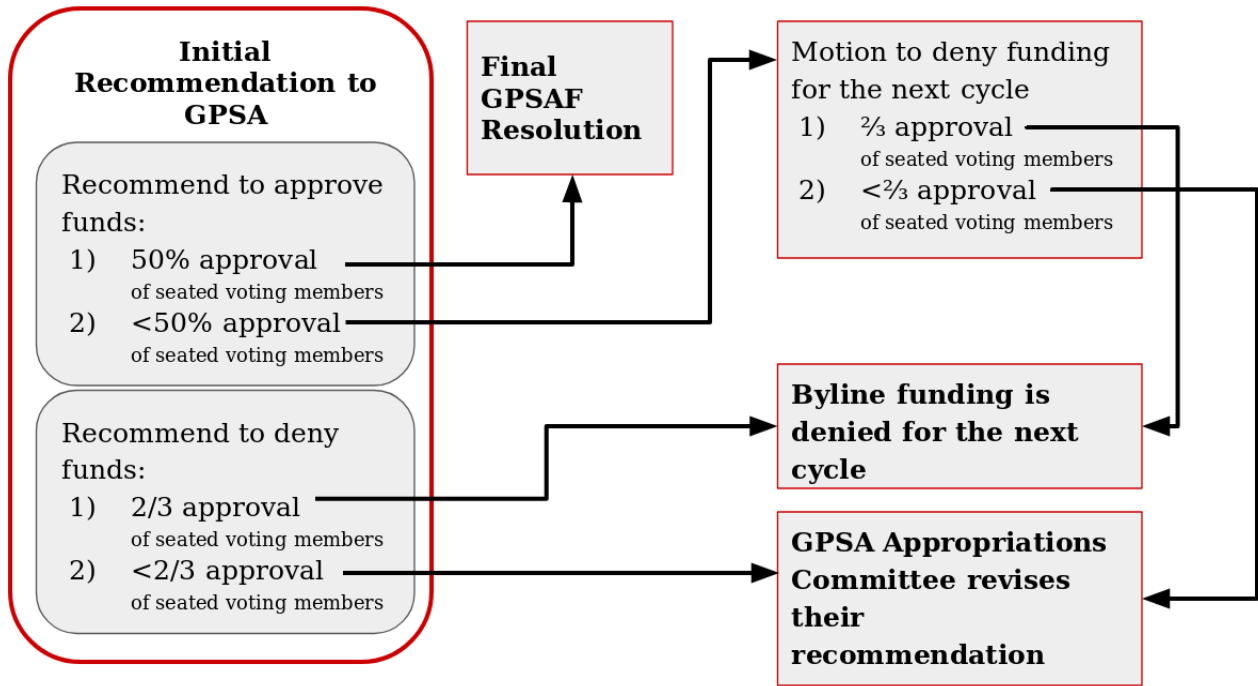 Initial
Recommendation to
GPSA
Recommend to approve
funds:
1) 50% approval
of seated voting members
2) <50% approval
of seated voting members
Recommend to deny
funds:
1) 2/3 approval
of seated voting members
2) <2/3 approval
of seated voting members
Final
GPSAF
Resolution
Motion to deny funding
for the next cycle
1) ⅔ approval
of seated voting members
2) <⅔ approval
of seated voting members
Byline funding is
denied for the next
cycle
GPSA Appropriations
Committee revises
their
recommendation